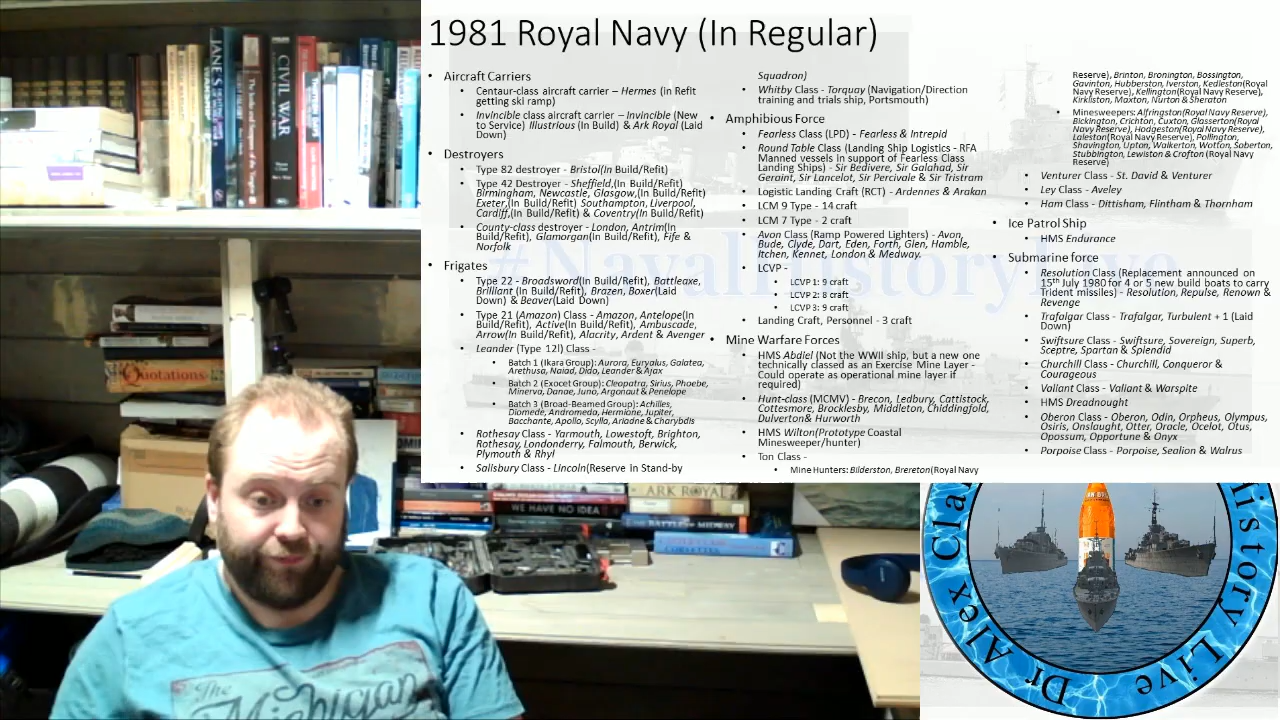 1981 Royal Navy (In Regular)
• Aircraft Carriers
• Centaur-class aircraft carrier – Hermes (In Refit
getting ski ramp)
• Invincible class aircraft carrier – Invincible (New
to Service) Illustrious (In Build) & Ark Royal (Laid
Down)
• Destroyers
• Type 82 destroyer - Bristol(In Build/Refit)
• Type 42 Destroyer – Sheffield,(In Build/Refit)
Birmingham, Newcastle, Glasgow,(In Build/Refit)
Exeter,(In Build/Refit) Southampton, Liverpool,
Cardiff,(In Build/Refit) & Coventry(In Build/Refit)
• County-class destroyer - London, Antrim(In
Build/Refit), Glamorgan(In Build/Refit), Fife &
Norfolk
• Frigates
• Type 22 - Broadsword(In Build/Refit), Battleaxe,
Brilliant (In Build/Refit), Brazen, Boxer(Laid
Down) & Beaver(Laid Down)
• Type 21 (Amazon) Class - Amazon, Antelope(In
Build/Refit), Active(In Build/Refit), Ambuscade,
Arrow(In Build/Refit), Alacrity, Ardent & Avenger
• Leander (Type 12I) Class -
• Batch 1 (Ikara Group): Aurora, Euryalus, Galatea,
Arethusa, Naiad, Dido, Leander & Ajax
• Batch 2 (Exocet Group): Cleopatra, Sirius, Phoebe,
Minerva, Danae, Juno, Argonaut & Penelope
• Batch 3 (Broad-Beamed Group): Achilles,
Diomede, Andromeda, Hermione, Jupiter,
Bacchante, Apollo, Scylla, Ariadne & Charybdis
• Rothesay Class - Yarmouth, Lowestoft, Brighton,
Rothesay, Londonderry, Falmouth, Berwick,
Plymouth & Rhyl
• Salisbury Class - Lincoln(Reserve in Stand-by
Squadron)
• Whitby Class - Torquay (Navigation/Direction
training and trials ship, Portsmouth)
• Amphibious Force
• Fearless Class (LPD) - Fearless & Intrepid
• Round Table Class (Landing Ship Logistics - RFA
Manned vessels in support of Fearless Class
Landing Ships) - Sir Bedivere, Sir Galahad, Sir
Geraint, Sir Lancelot, Sir Percivale & Sir Tristram
• Logistic Landing Craft (RCT) - Ardennes & Arakan
• LCM 9 Type - 14 craft
• LCM 7 Type - 2 craft
• Avon Class (Ramp Powered Lighters) - Avon,
Bude, Clyde, Dart, Eden, Forth, Glen, Hamble,
Itchen, Kennet, London & Medway.
• LCVP -
• LCVP 1: 9 craft
• LCVP 2: 8 craft
• LCVP 3: 9 craft
• Landing Craft, Personnel - 3 craft
• Mine Warfare Forces
• HMS Abdiel (Not the WWII ship, but a new one
technically classed as an Exercise Mine Layer -
Could operate as operational mine layer if
required)
• Hunt-class (MCMV) - Brecon, Ledbury, Cattistock,
Cottesmore, Brocklesby, Middleton, Chiddingfold,
Dulverton& Hurworth
• HMS Wilton(Prototype Coastal
Minesweeper/hunter)
• Ton Class -
• Mine Hunters: Bilderston, Brereton(Royal Navy
Reserve), Brinton, Bronington, Bossington,
Gavinton, Hubberston, Iverston, Kedleston(Royal
Navy Reserve), Kellington(Royal Navy Reserve),
Kirkliston, Maxton, Nurton & Sheraton
• Minesweepers: Alfringston(Royal Navy Reserve),
Bickington, Crichton, Cuxton, Glasserton(Royal
Navy Reserve), Hodgeston(Royal Navy Reserve),
Laleston(Royal Navy Reserve), Pollington,
Shavington, Upton, Walkerton, Wotton, Soberton,
Stubbington, Lewiston & Crofton (Royal Navy
Reserve)
• Venturer Class - St. David & Venturer
• Ley Class - Aveley
• Ham Class - Dittisham, Flintham & Thornham
• Ice Patrol Ship
• HMS Endurance
• Submarine force
• Resolution Class (Replacement announced on
15th July 1980 for 4 or 5 new build boats to carry
Trident missiles) - Resolution, Repulse, Renown &
Revenge
• Trafalgar Class - Trafalgar, Turbulent + 1 (Laid
Down)
• Swiftsure Class - Swiftsure, Sovereign, Superb,
Sceptre, Spartan & Splendid
• Churchill Class - Churchill, Conqueror &
Courageous
• Valiant Class - Valiant & Warspite
• HMS Dreadnought
• Oberon Class - Oberon, Odin, Orpheus, Olympus,
Osiris, Onslaught, Otter, Oracle, Ocelot, Otus,
Opossum, Opportune & Onyx
• Porpoise Class - Porpoise, Sealion & Walrus
#NavalHistoryLive
JANE'S
CIVIL WAR
Quotations
ARK ROYAL
WE HAVE NO IDEA
BATTLE OF MIDWAY
CORVETTES
The
Michigan
Dr Alex Cla
istory Live